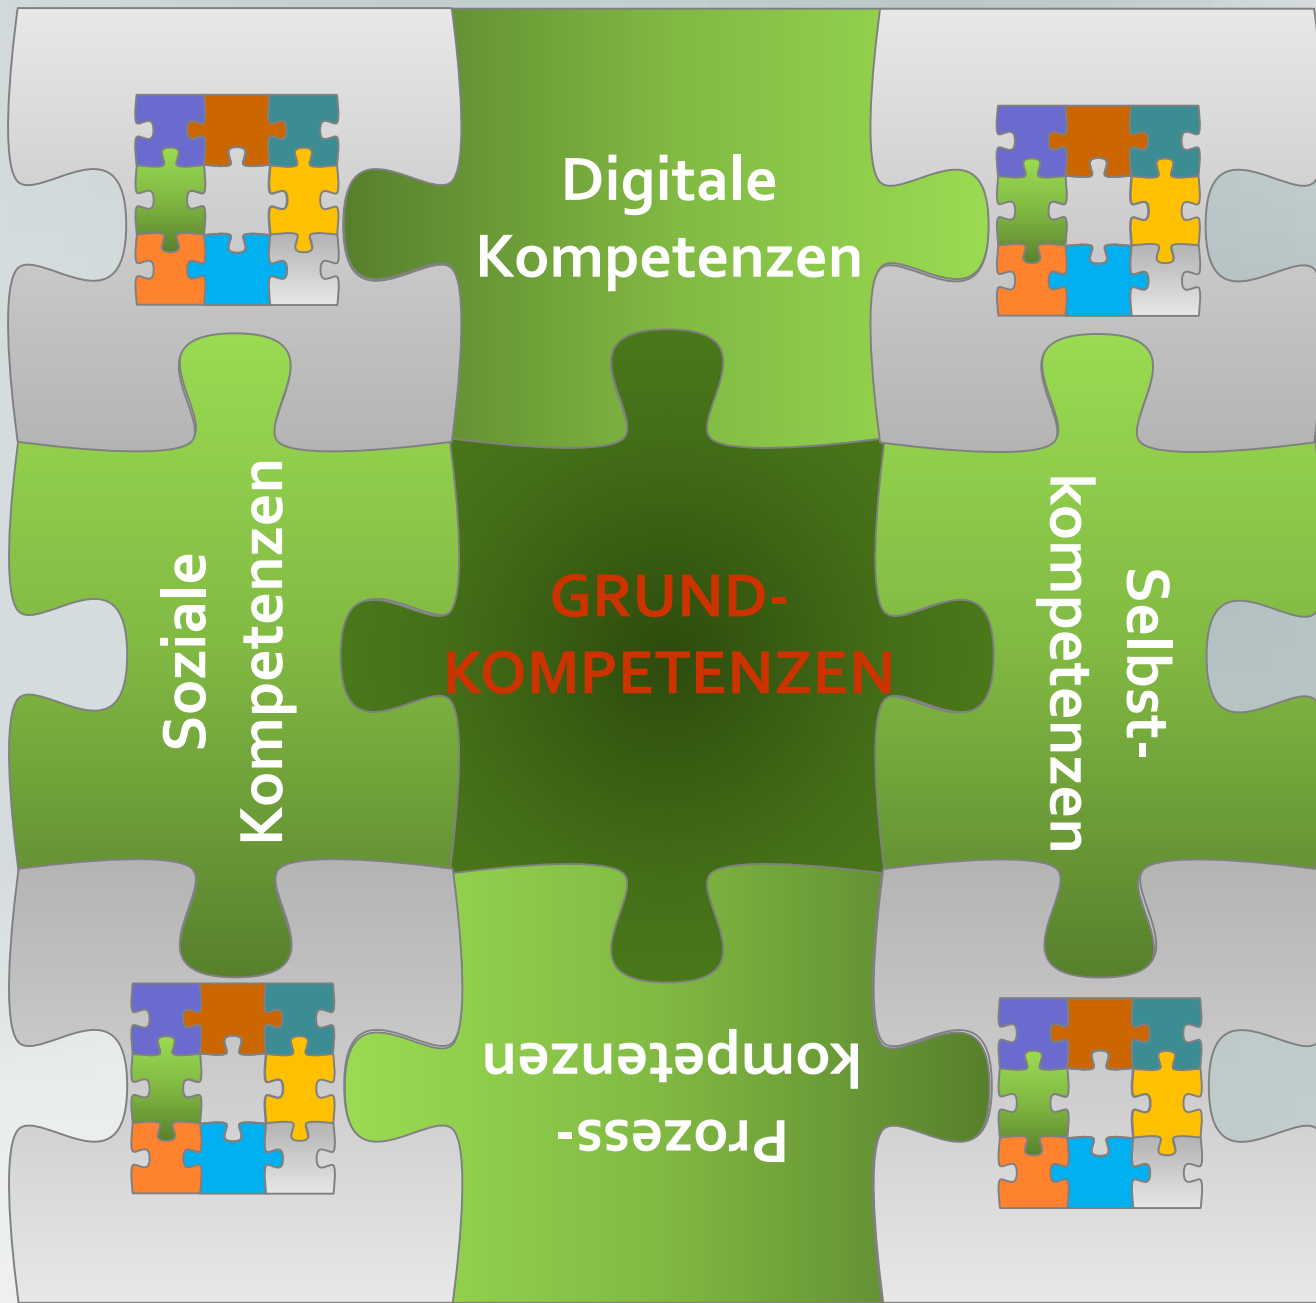 Digitale
Kompetenzen
Soziale
Kompetenzen
GRUND-
KOMPETENZEN
Selbst-
kompetenzen
Prozess-
kompetenzen